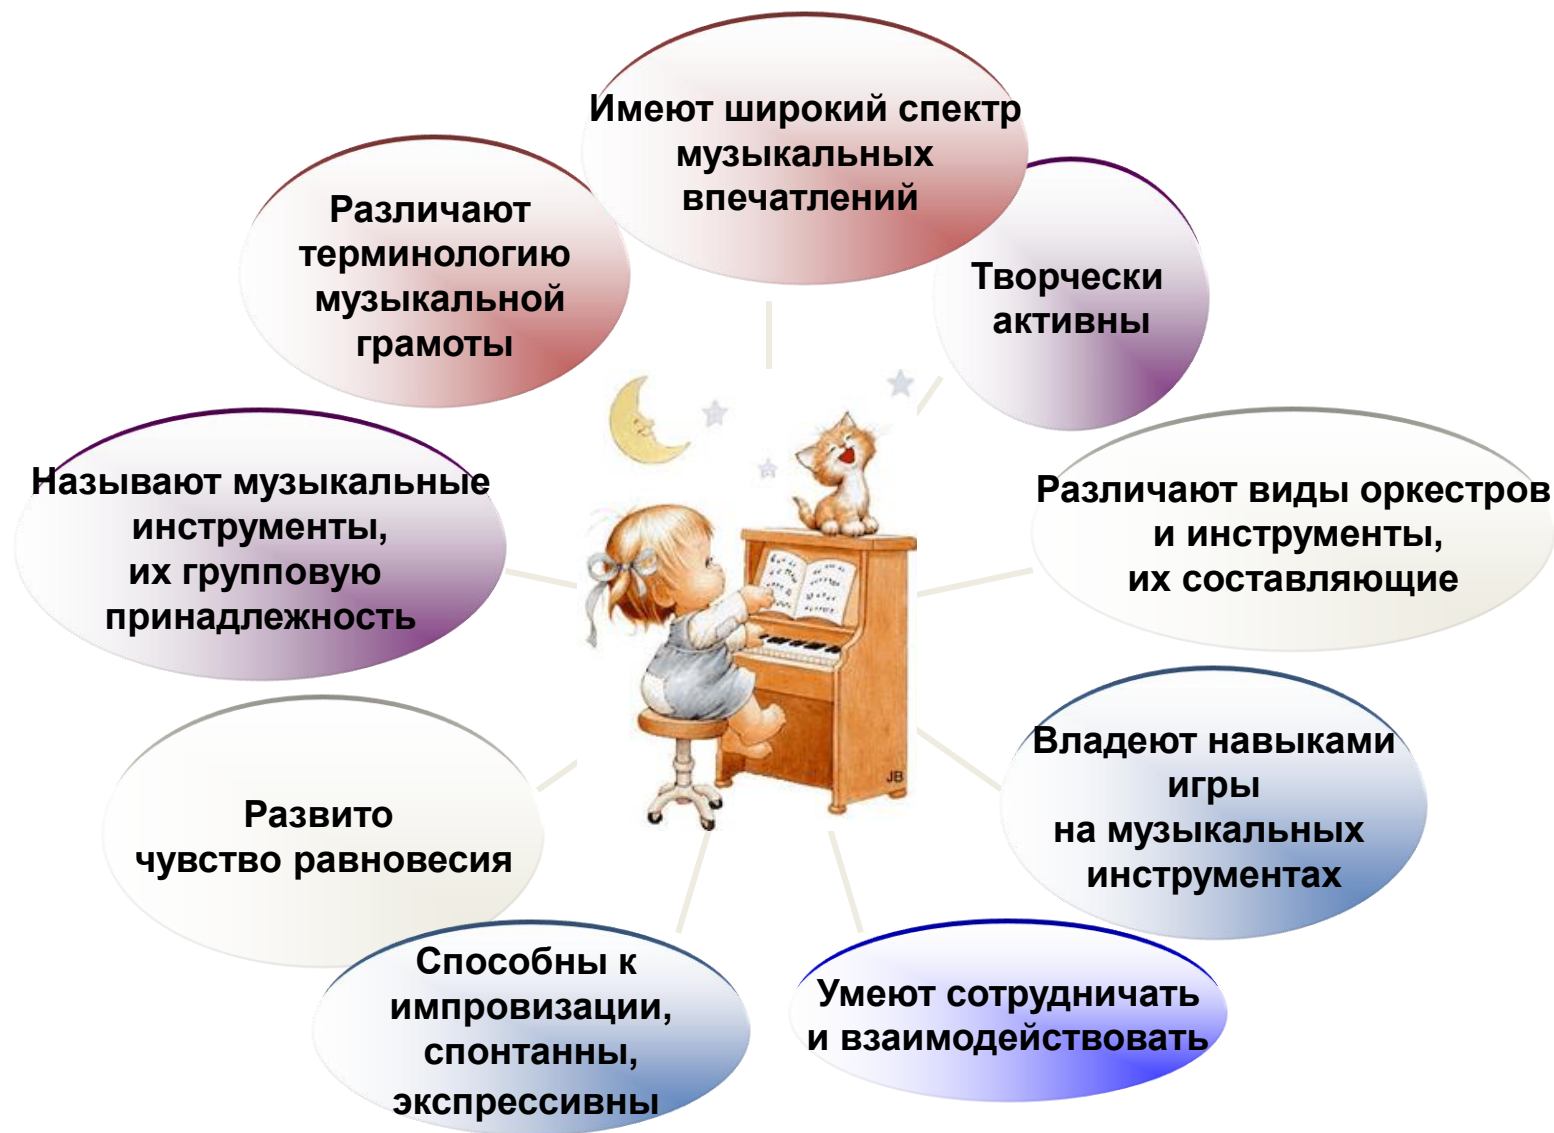 Имеют широкий спектр
музыкальных
впечатлений
Различают
терминологию
музыкальной
грамоты
Творчески
активны
Называют музыкальные
инструменты,
их групповую
принадлежность
Различают виды оркестров
и инструменты,
их составляющие
Владеют навыками
игры
на музыкальных
инструментах
Развито
чувство равновесия
Способны к
импровизации,
спонтанны,
экспрессивны
Умеют сотрудничать
и взаимодействовать
JB